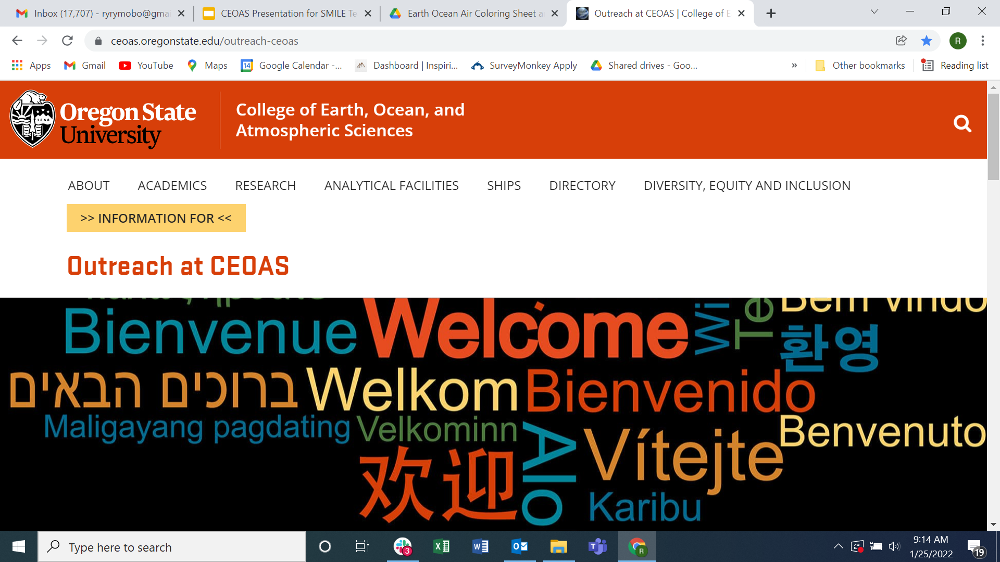 Inbox (17,707) - ryrymobo@gmai
CEOAS Presentation for SMILE Te
Earth Ocean Air Coloring Sheet a
Outreach at CEOAS | College of E
ceoas.oregonstate.edu/outreach-ceoas
R
Apps
Gmail
YouTube
Maps
14
Google Calendar -...
Dashboard | Inspiri...
SurveyMonkey Apply
Shared drives - Goo...
»
Other bookmarks
Reading list
1868
Oregon State
University
College of Earth, Ocean, and
Atmospheric Sciences
ABOUT ACADEMICS RESEARCH ANALYTICAL FACILITIES SHIPS DIRECTORY DIVERSITY, EQUITY AND INCLUSION
>> INFORMATION FOR <<
Outreach at CEOAS
Bienvenue
Welcome
Wi
Te
Bem vindo
환영
ברוכים הבאים
Welkom
Bienvenido
Maligayang pagdating
Velkominn
Alo
Vítejte
Benvenuto
欢迎
Karibu
Type here to search
3
R
9:14 AM
1/25/2022
19